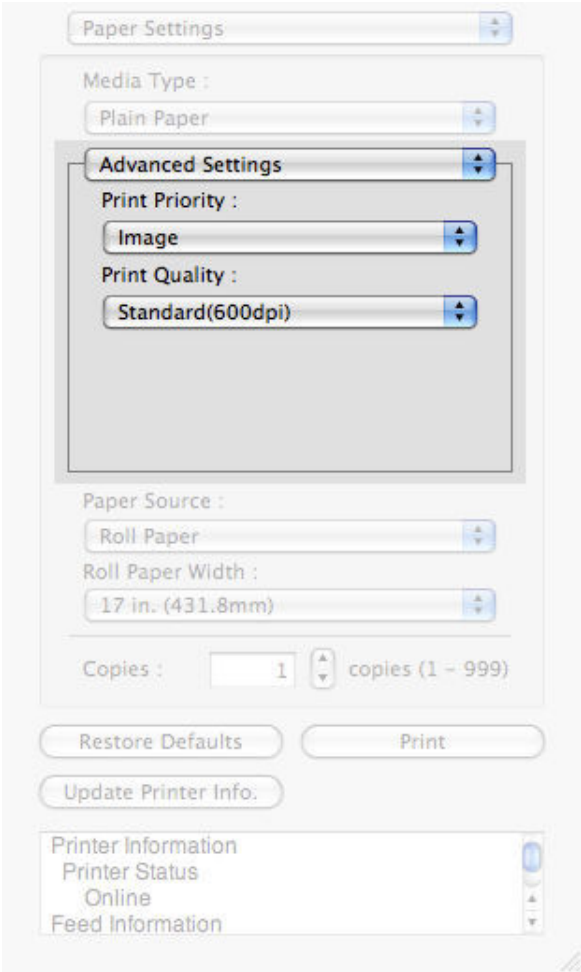 Paper Settings
Media Type :
Plain Paper
Advanced Settings
Print Priority :
Image
Print Quality :
Standard(600dpi)
Paper Source :
Roll Paper
Roll Paper Width :
17 in. (431.8mm)
Copies : 1 copies (1 – 999)
Restore Defaults Print
Update Printer Info.
Printer Information
Printer Status
Online
Feed Information